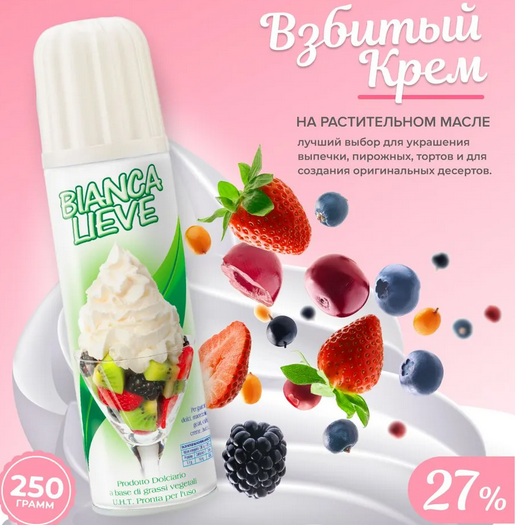 Взбитый
Крем
НА РАСТИТЕЛЬНОМ МАСЛЕ
лучший выбор для украшения
выпечки, пирожных, тортов и для
создания оригинальных десертов.
BIANCA
LIEVE
Prodotto Dolciario
a base di grassi vegetali
U.H.T. Pronta per l'uso
250
ГРАММ
27%